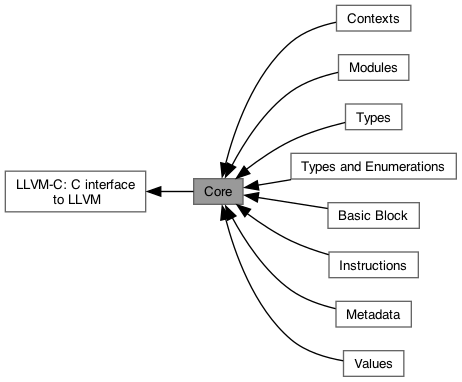 Contexts
Modules
Types
Types and Enumerations
LLVM-C: C interface
to LLVM
Core
Basic Block
Instructions
Metadata
Values